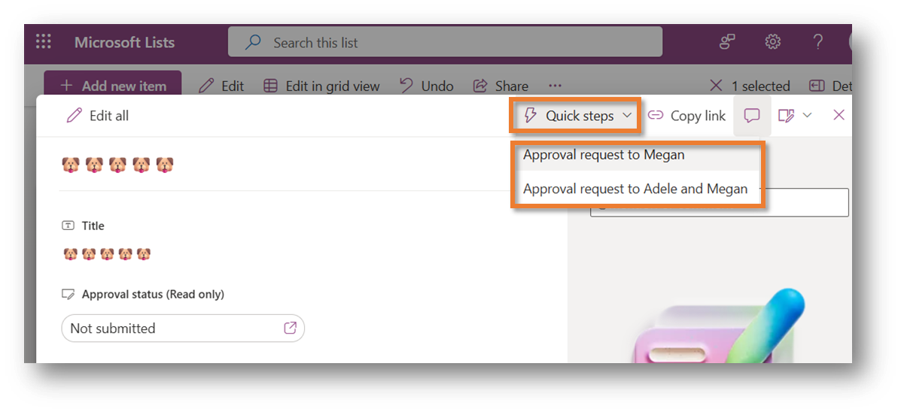 Microsoft Lists
Search this list
?
+ Add new item
Edit
Edit in grid view
Undo
Share
...
1 selected
Det
Edit all
Quick steps
Copy link
Approval request to Megan
Approval request to Adele and Megan
🐶🐶🐶🐶🐶
Title
🐶🐶🐶🐶🐶
Approval status (Read only)
Not submitted